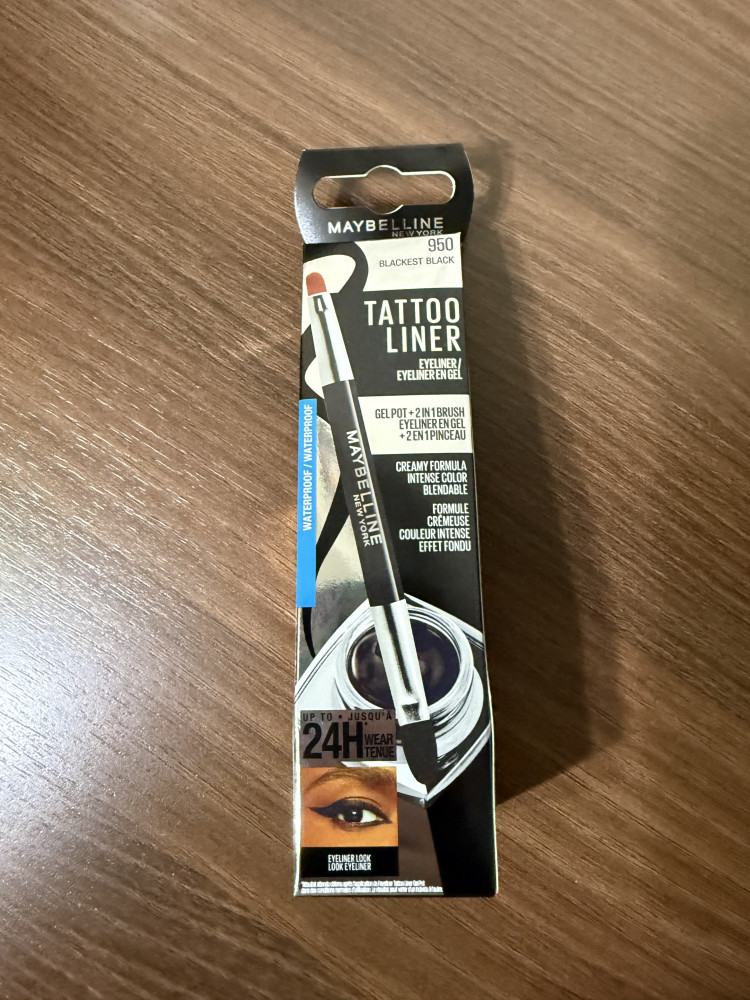 MAYBELLINE
NEW YORK
950
BLACKEST BLACK
TATTOO
LINER
EYELINER/
EYELINER EN GEL
GEL POT + 2 IN 1 BRUSH
EYELINER EN GEL
+ 2 EN 1 PINCEAU
CREAMY FORMULA
INTENSE COLOR
BLENDABLE
FORMULE
CRÉMEUSE
COULEUR INTENSE
EFFET FONDU
WATERPROOF / WATERPROOF
MAYBELLINE
NEW YORK
UP TO • JUSQU'À
24H*
WEAR
TENUE
EYELINER LOOK
LOOK EYELINER